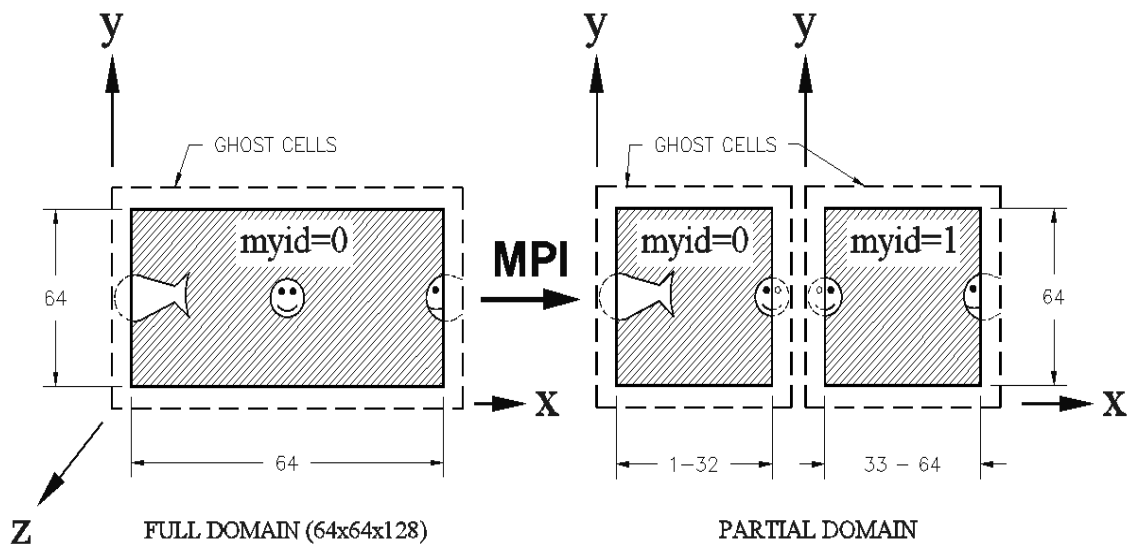 y
y
y
GHOST CELLS
GHOST CELLS
myid=0
MPI
myid=0
myid=1
64
64
x
x
64
1-32
33 - 64
z
FULL DOMAIN (64x64x128)
PARTIAL DOMAIN